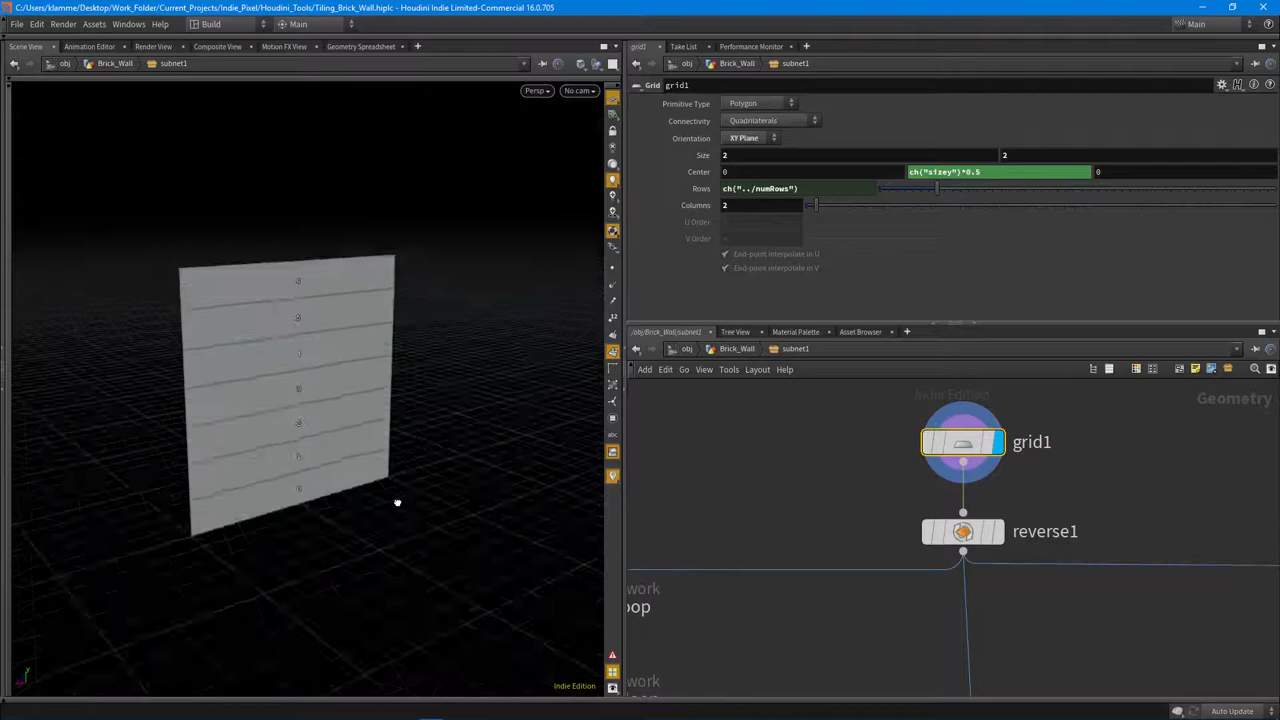 C:/Users/klamme/Desktop/Work_Folder/Current_Projects/Indie_Pixel/Houdini_Tools/Tiling_Brick_Wall.hiplc - Houdini Indie Limited-Commercial 16.0.705
File Edit Render Assets Windows Help Build Main Main
Scene View Animation Editor Render View Composite View Motion FX View Geometry Spreadsheet
obj Brick_Wall subnet1
Persp No cam
abc
Indie Edition
grid1 Take List Performance Monitor
obj Brick_Wall subnet1
Grid grid1
Primitive Type Polygon
Connectivity Quadrilaterals
Orientation XY Plane
Size 2 2
Center 0 ch("sizey")*0.5 0
Rows ch("../numRows")
Columns 2
U Order
V Order
End-point interpolate in U
End-point interpolate in V
/obj/Brick_Wall/subnet1 Tree View Material Palette Asset Browser
obj Brick_Wall subnet1
Add Edit Go View Tools Layout Help
Indie Edition
Geometry
grid1
reverse1
work
oop
work
Auto Update